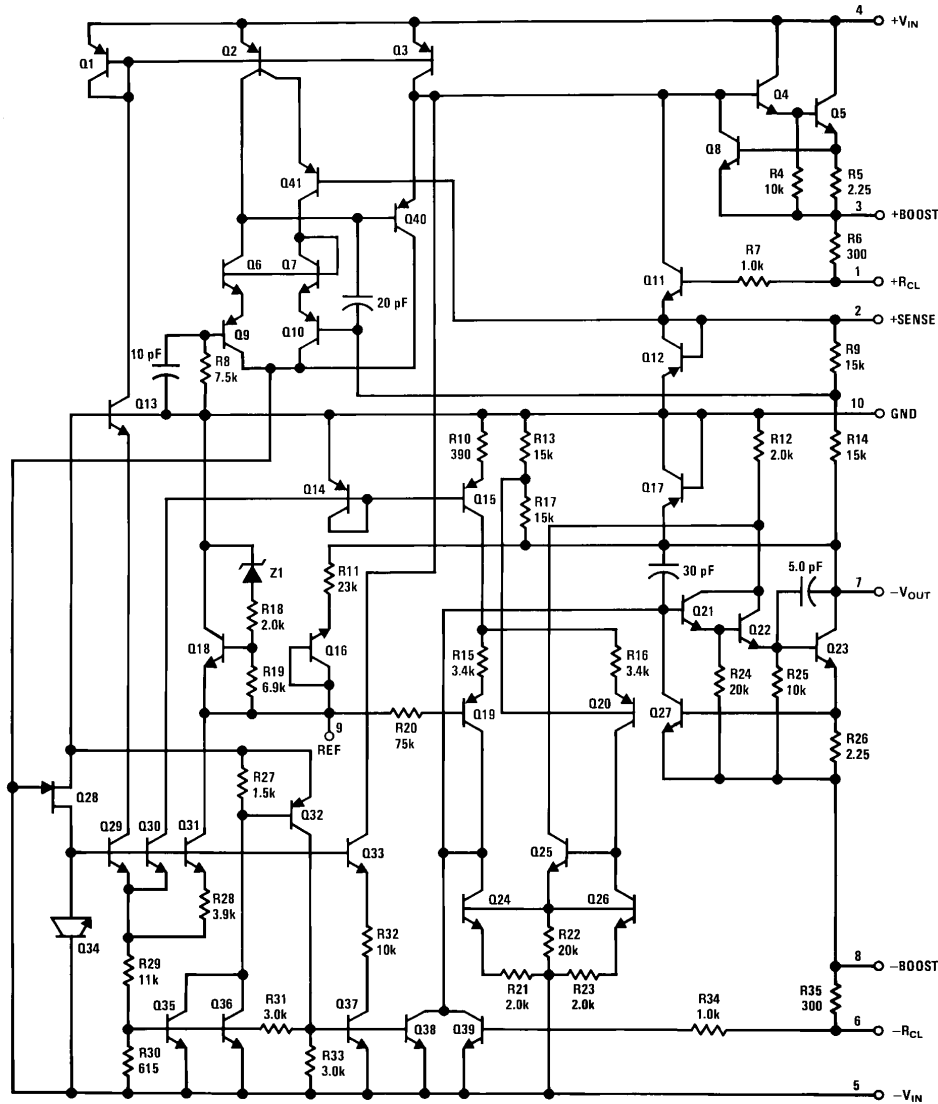 4 +VIN
Q1
Q2
Q3
Q4
Q5
Q8
R4
10k
R5
2.25
3 +BOOST
Q41
Q40
R6
300
Q6
Q7
Q11
R7
1.0k
1 +RCL
20 pF
2 +SENSE
Q9
Q10
10 pF
R8
7.5k
Q12
R9
15k
Q13
10 GND
R10
390
R13
15k
R12
2.0k
R14
15k
Q14
Q15
R17
15k
Q17
Z1
R11
23k
30 pF
5.0 pF
7 -VOUT
R18
2.0k
Q18
Q16
R19
6.9k
Q21
Q22
Q23
R15
3.4k
R16
3.4k
R24
20k
R25
10k
Q19
Q20
Q27
9
REF
R20
75k
R26
2.25
R27
1.5k
Q28
Q32
Q29
Q30
Q31
Q33
Q25
R28
3.9k
Q24
Q26
Q34
R32
10k
R22
20k
8 -BOOST
R29
11k
R21
2.0k
R23
2.0k
R35
300
Q35
Q36
R31
3.0k
Q37
Q38
Q39
R34
1.0k
6 -RCL
R30
615
R33
3.0k
5 -VIN